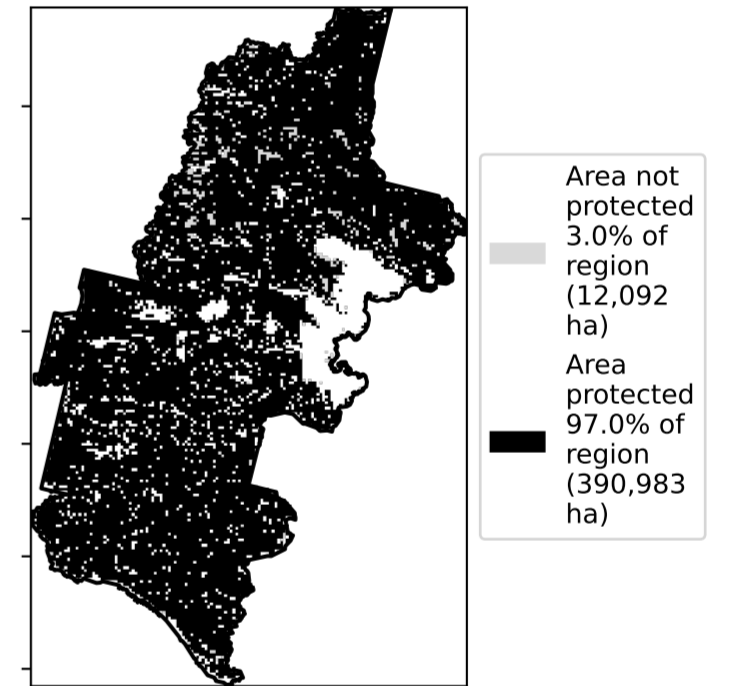 Area not
protected
3.0% of
region
(12,092
ha)
Area
protected
97.0% of
region
(390,983
ha)